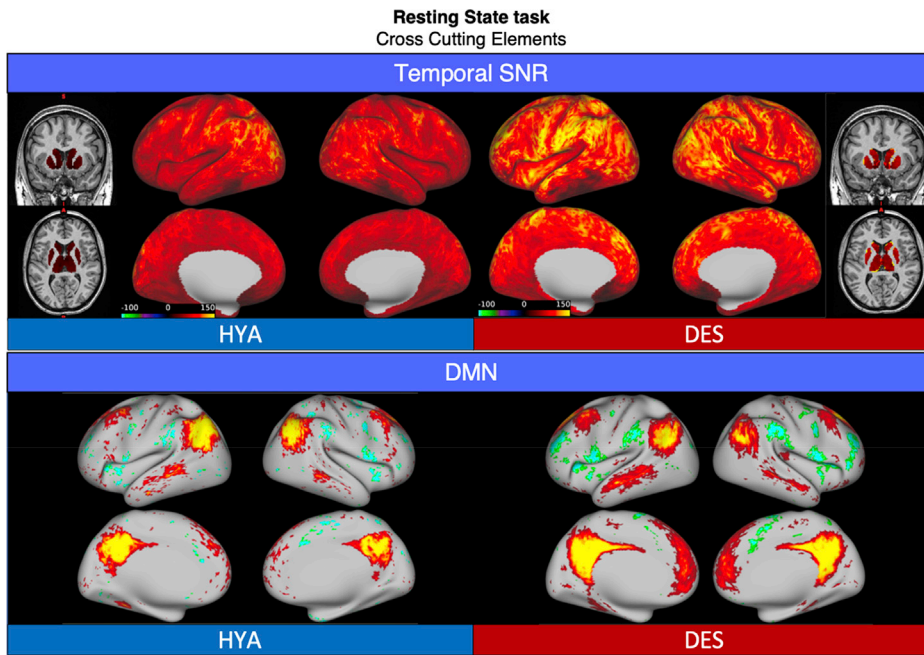 Resting State task
Cross Cutting Elements
Temporal SNR
-100 0 150
-100 0 150
HYA DES
DMN
HYA DES